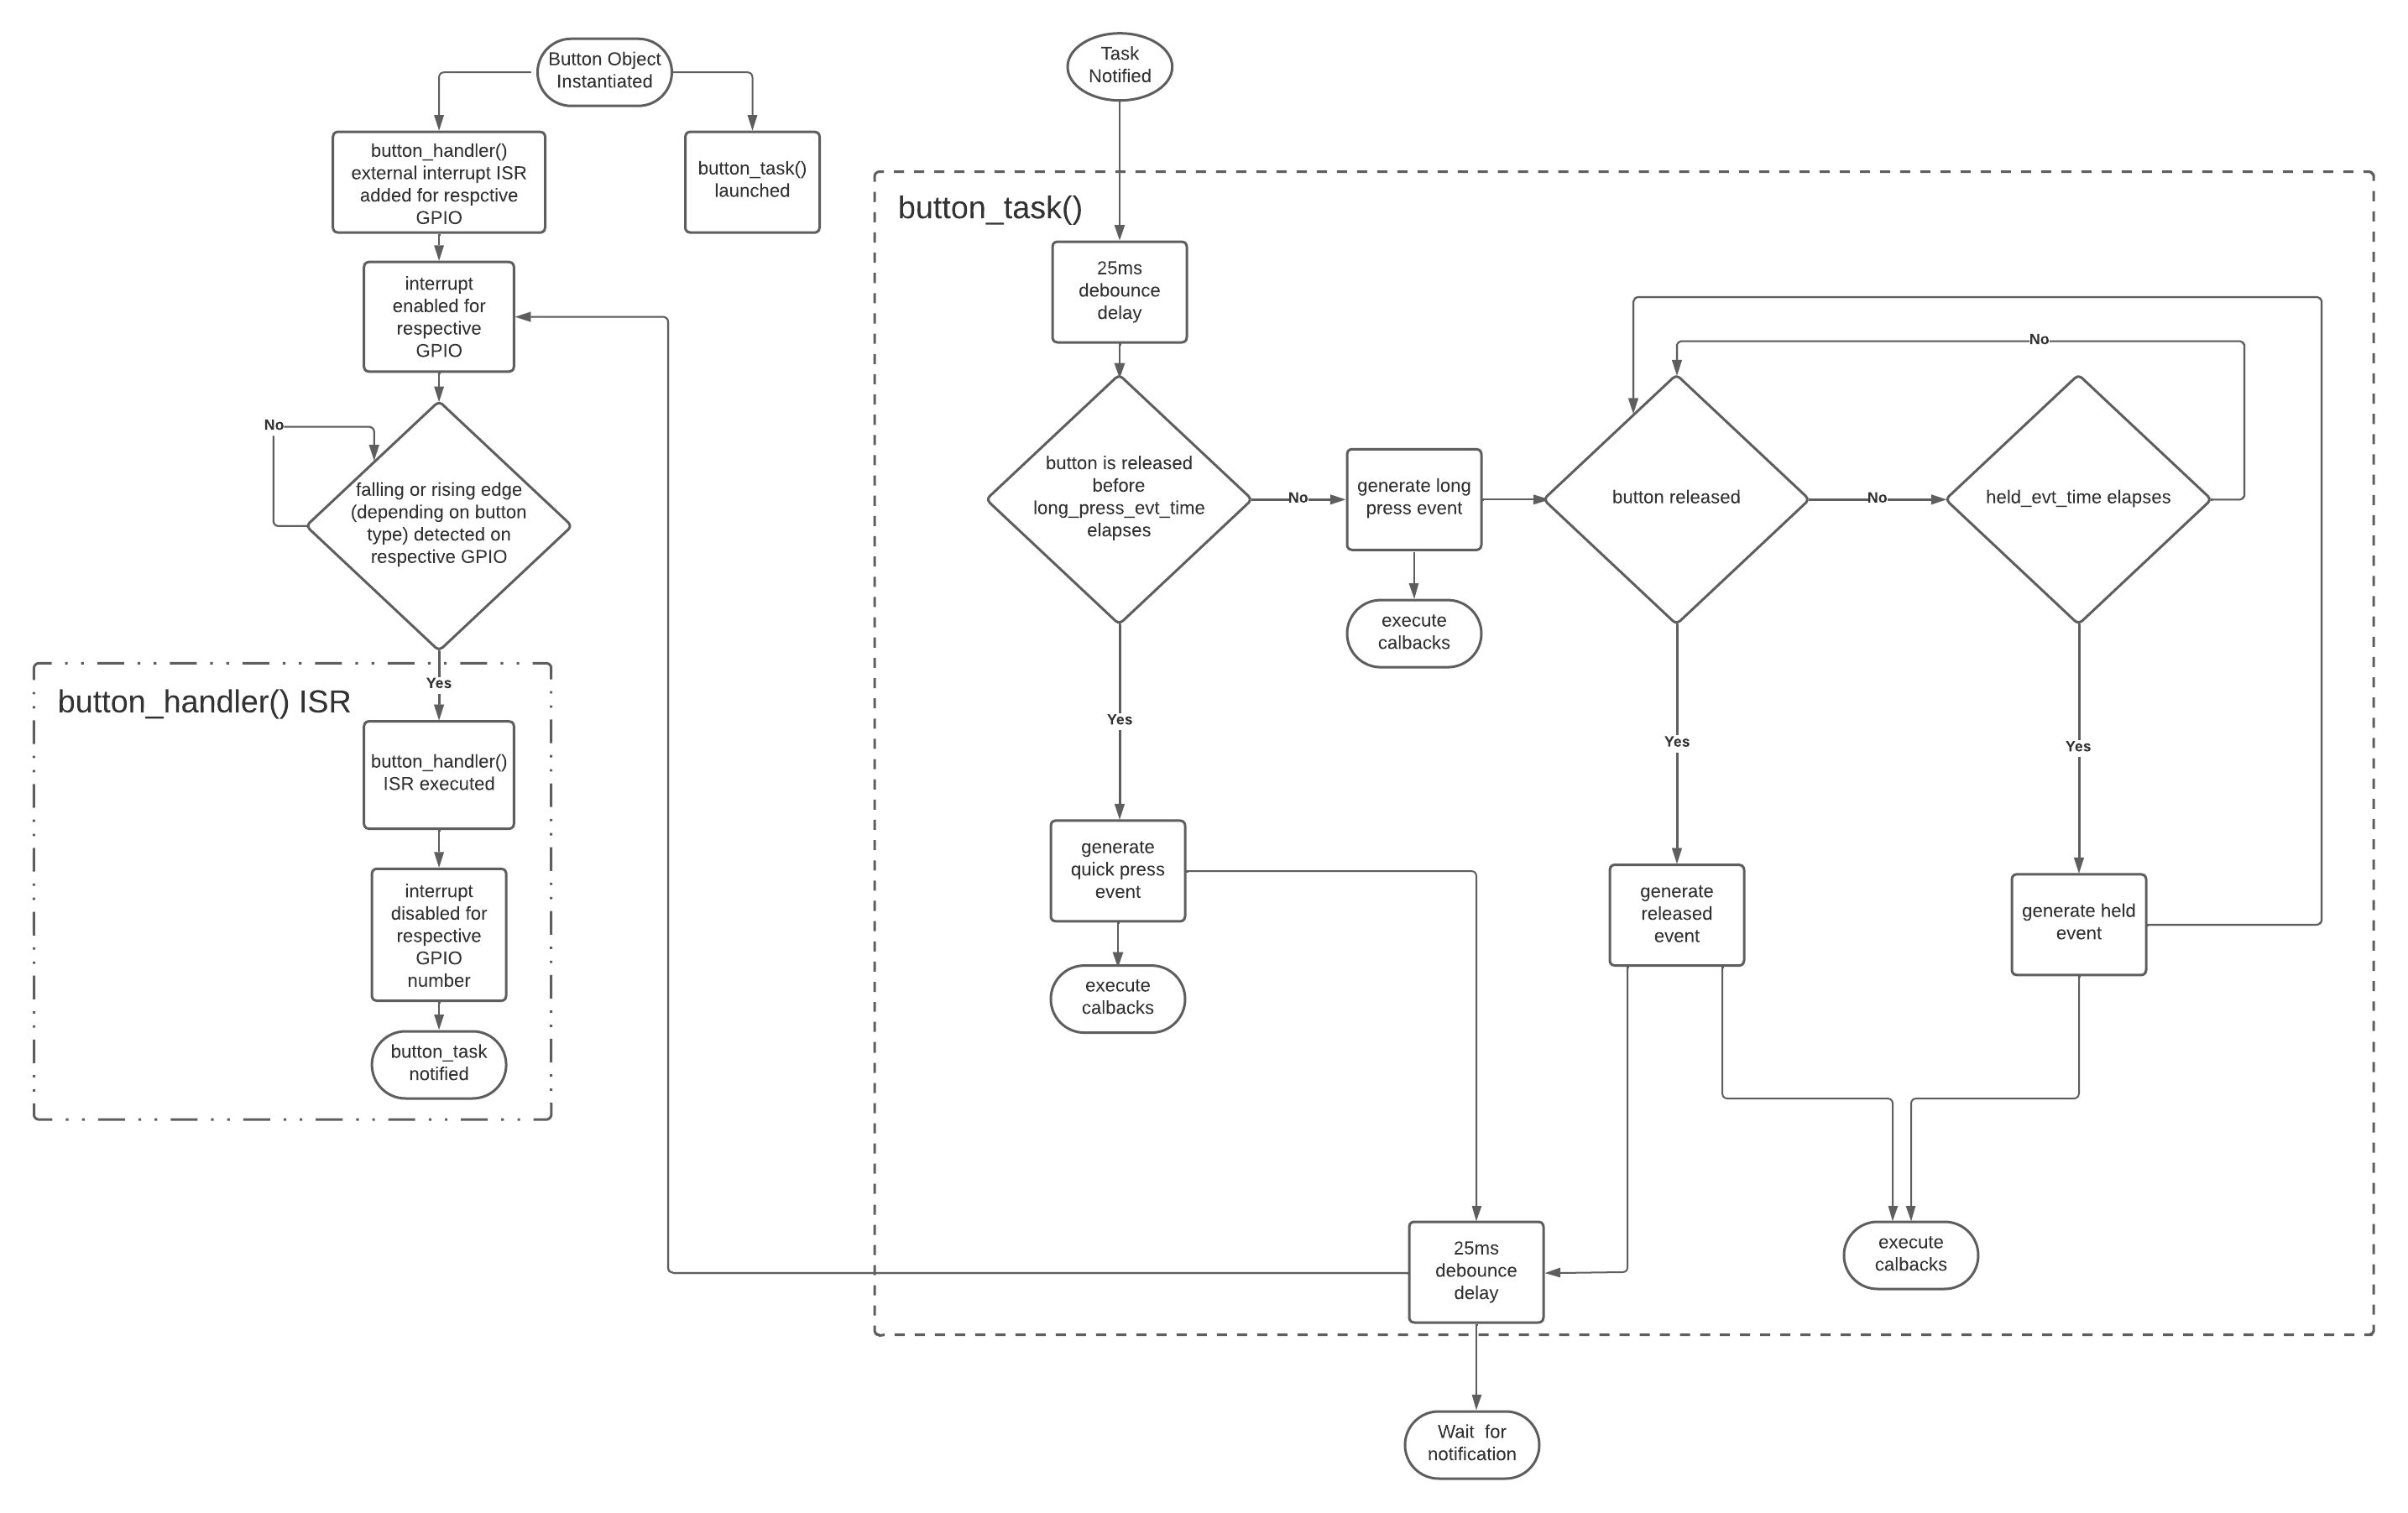 Button Object
Instantiated
button_handler()
external interrupt ISR
added for respctive
GPIO
button_task()
launched
interrupt
enabled for
respective
GPIO
No
falling or rising edge
(depending on button
type) detected on
respective GPIO
Yes
button_handler() ISR
button_handler()
ISR executed
interrupt
disabled for
respective
GPIO
number
button_task
notified
Task
Notified
button_task()
25ms
debounce
delay
button is released
before
long_press_evt_time
elapses
No
generate long
press event
execute
calbacks
button released
No
held_evt_time elapses
No
Yes
generate
quick press
event
execute
calbacks
Yes
generate
released
event
Yes
generate held
event
execute
calbacks
25ms
debounce
delay
Wait  for
notification